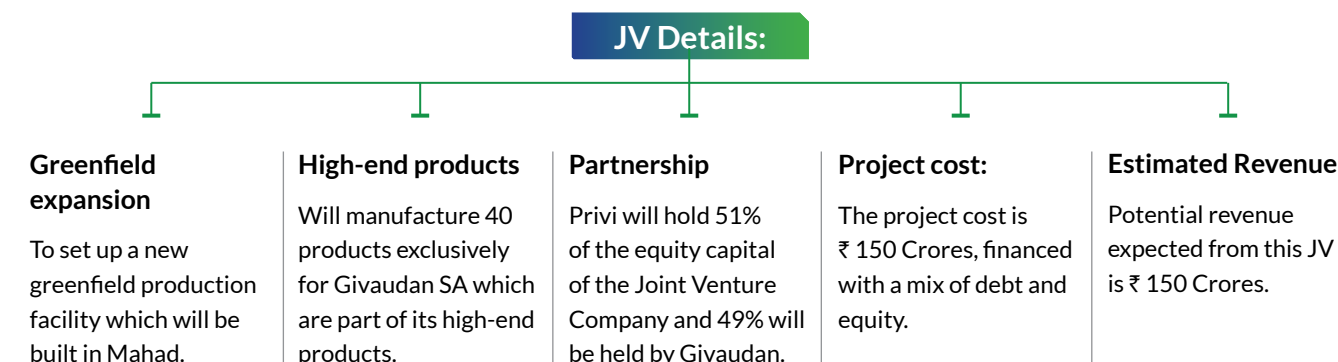 JV Details:
Greenfield
expansion
To set up a new
greenfield production
facility which will be
built in Mahad.
High-end products
Will manufacture 40
products exclusively
for Givaudan SA which
are part of its high-end
products.
Partnership
Privi will hold 51%
of the equity capital
of the Joint Venture
Company and 49% will
be held by Givaudan.
Project cost:
The project cost is
₹ 150 Crores, financed
with a mix of debt and
equity.
Estimated Revenue
Potential revenue
expected from this JV
is ₹ 150 Crores.